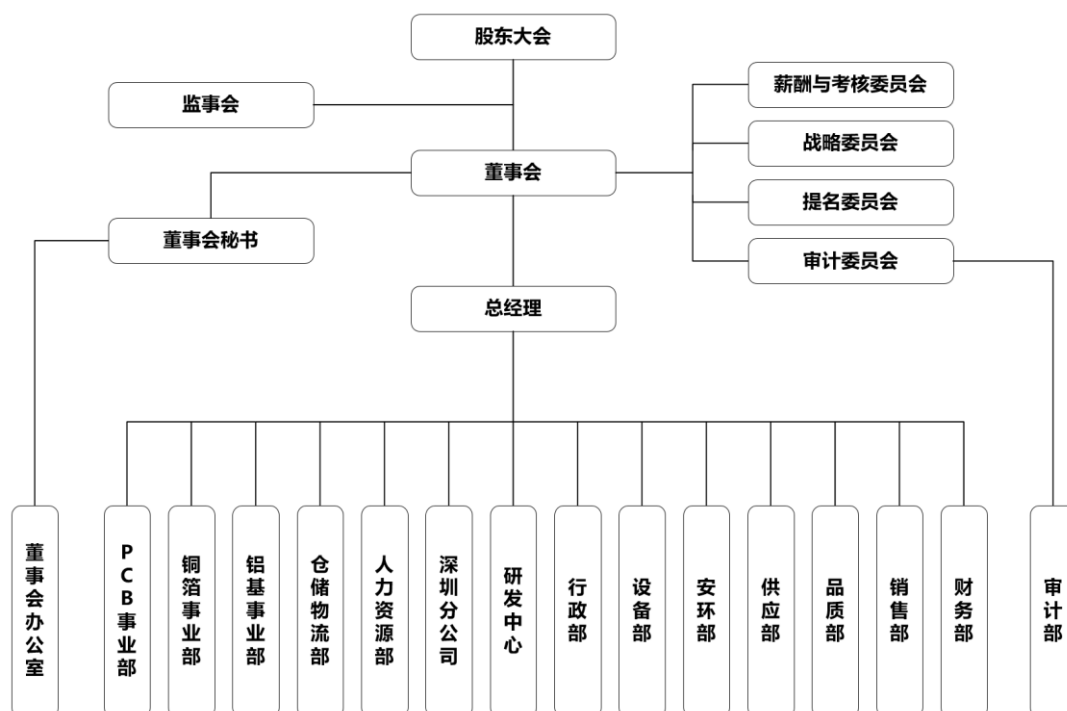 股东大会
监事会
薪酬与考核委员会
战略委员会
董事会
提名委员会
董事会秘书
审计委员会
总经理
董事会办公室
PCB事业部
铜箔事业部
铝基事业部
仓储物流部
人力资源部
深圳分公司
研发中心
行政部
设备部
安环部
供应部
品质部
销售部
财务部
审计部